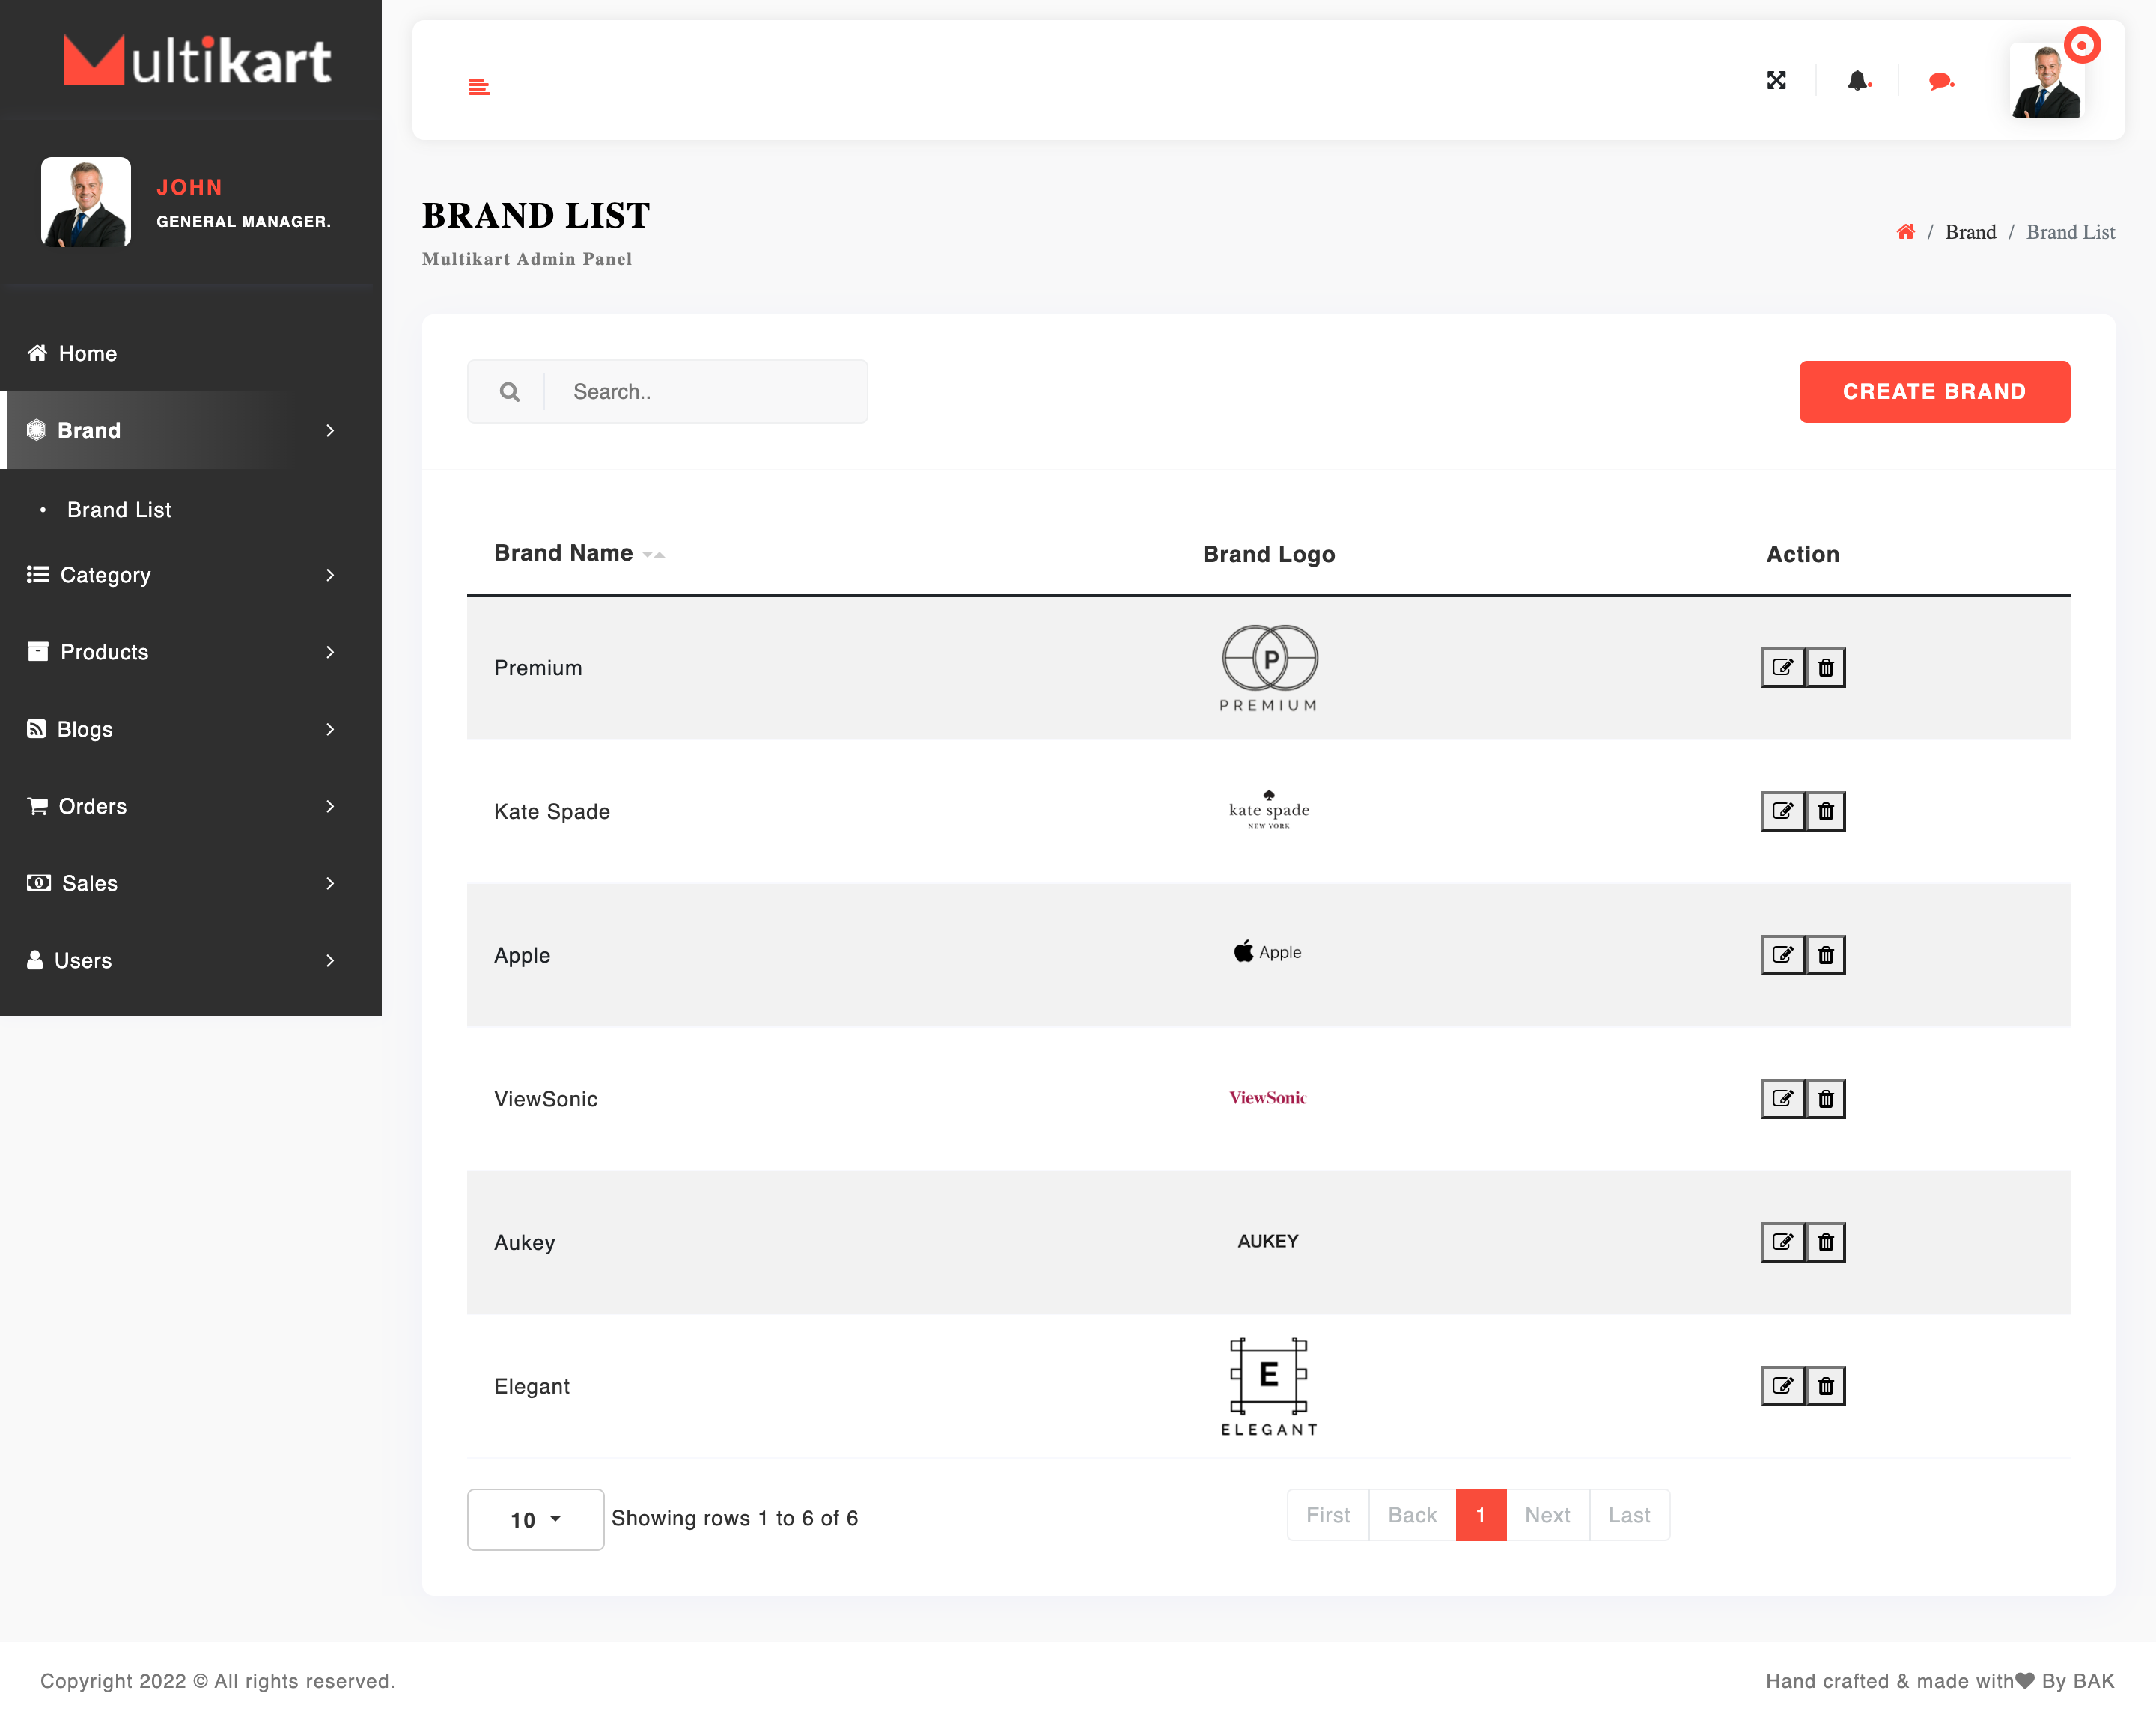 Multikart
JOHN
GENERAL MANAGER.
Home
Brand
• Brand List
Category
Products
Blogs
Orders
Sales
Users
BRAND LIST
Multikart Admin Panel
/ Brand / Brand List
Search..
CREATE BRAND
Brand Name Brand Logo Action
Premium
P
PREMIUM
Kate Spade
kate spade
NEW YORK
Apple
Apple
ViewSonic
ViewSonic
Aukey
AUKEY
Elegant
E
ELEGANT
10 Showing rows 1 to 6 of 6
First Back 1 Next Last
Copyright 2022 © All rights reserved.
Hand crafted & made with♥ By BAK